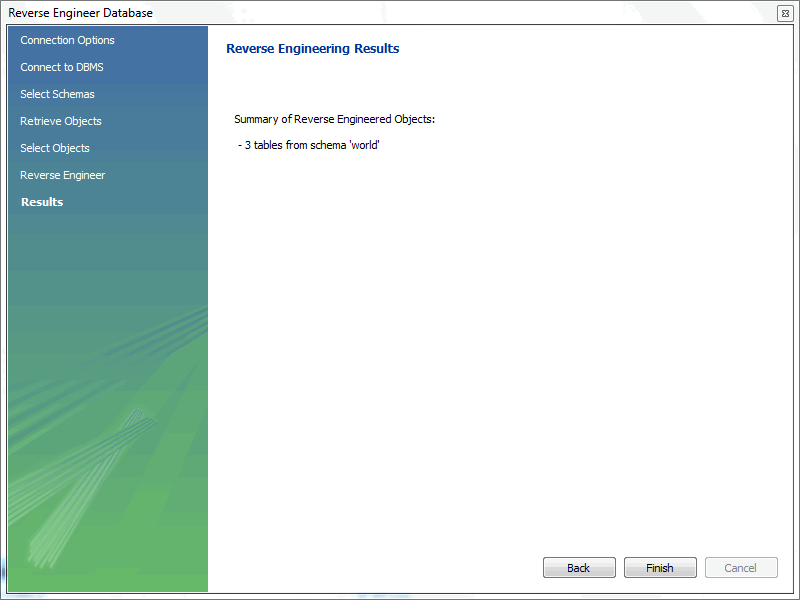 Reverse Engineer Database
Connection Options
Connect to DBMS
Select Schemas
Retrieve Objects
Select Objects
Reverse Engineer
Results
Reverse Engineering Results
Summary of Reverse Engineered Objects:
- 3 tables from schema 'world'
Back
Finish
Cancel